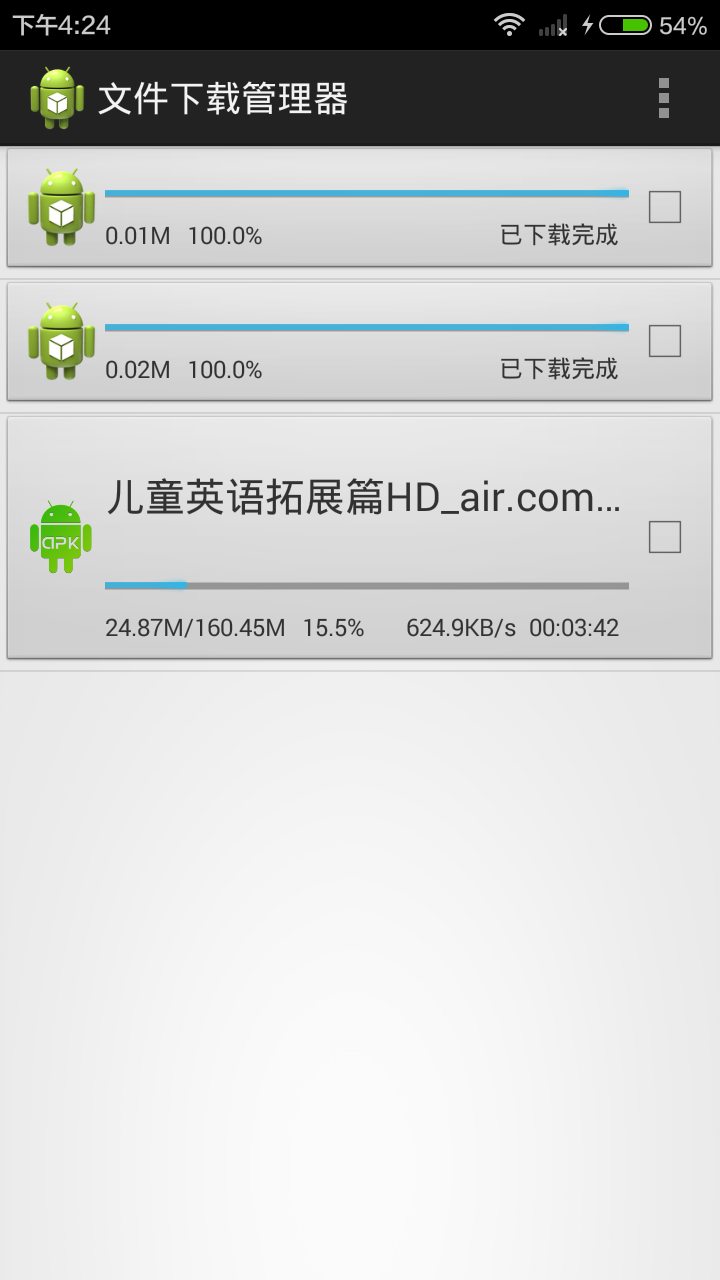 下午4:24
54%
文件下载管理器
0.01M 100.0% 已下载完成
0.02M 100.0% 已下载完成
儿童英语拓展篇HD_air.com...
APK
24.87M/160.45M 15.5% 624.9KB/s 00:03:42